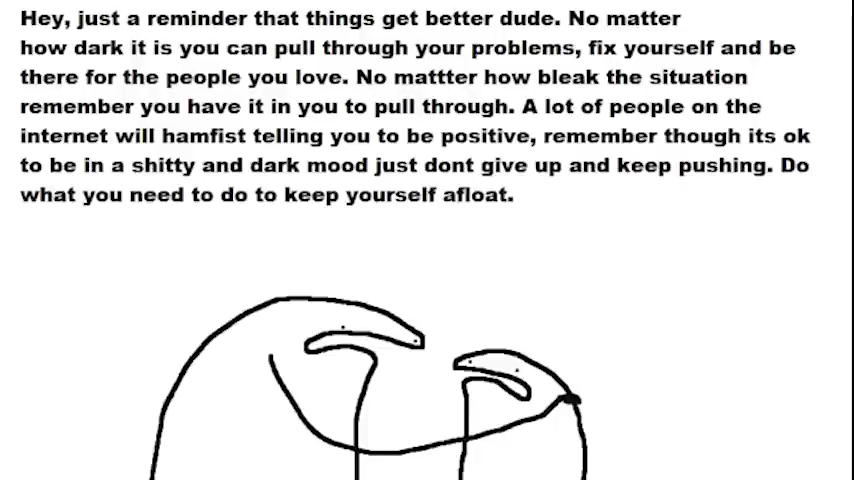 Hey, just a reminder that things get better dude. No matter
how dark it is you can pull through your problems, fix yourself and be
there for the people you love. No mattter how bleak the situation
remember you have it in you to pull through. A lot of people on the
internet will hamfist telling you to be positive, remember though its ok
to be in a shitty and dark mood just dont give up and keep pushing. Do
what you need to do to keep yourself afloat.